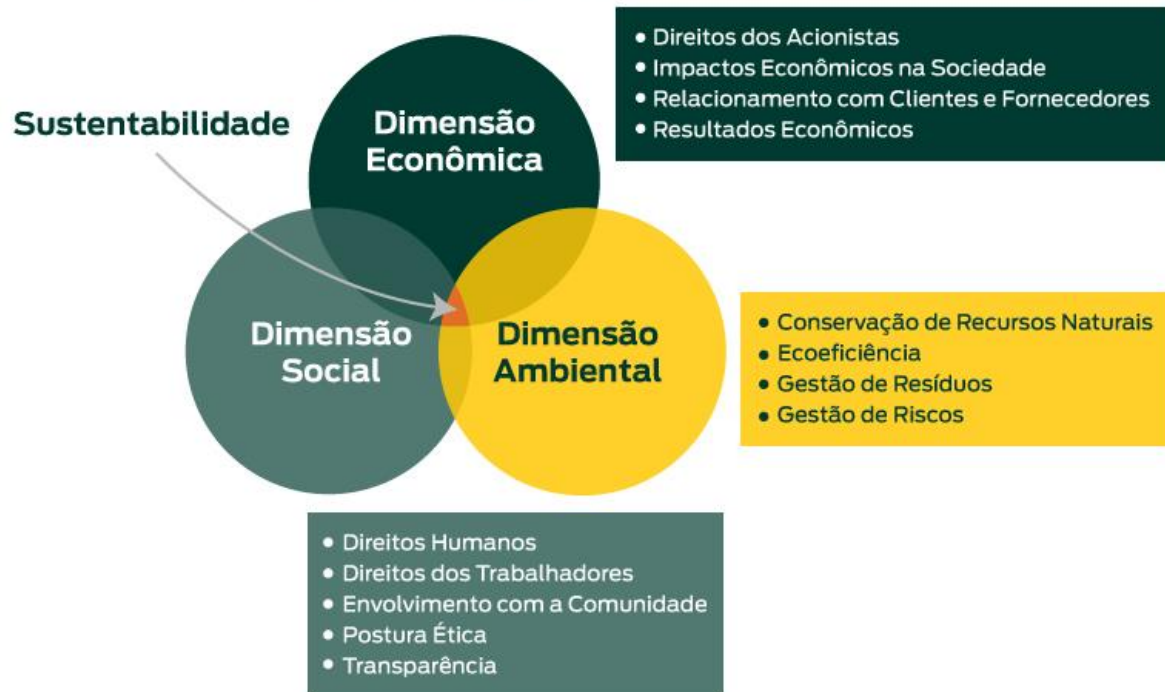 Sustentabilidade
Dimensão
Econômica
• Direitos dos Acionistas
• Impactos Econômicos na Sociedade
• Relacionamento com Clientes e Fornecedores
• Resultados Econômicos
Dimensão
Social
Dimensão
Ambiental
• Conservação de Recursos Naturais
• Ecoeficiência
• Gestão de Resíduos
• Gestão de Riscos
• Direitos Humanos
• Direitos dos Trabalhadores
• Envolvimento com a Comunidade
• Postura Ética
• Transparência